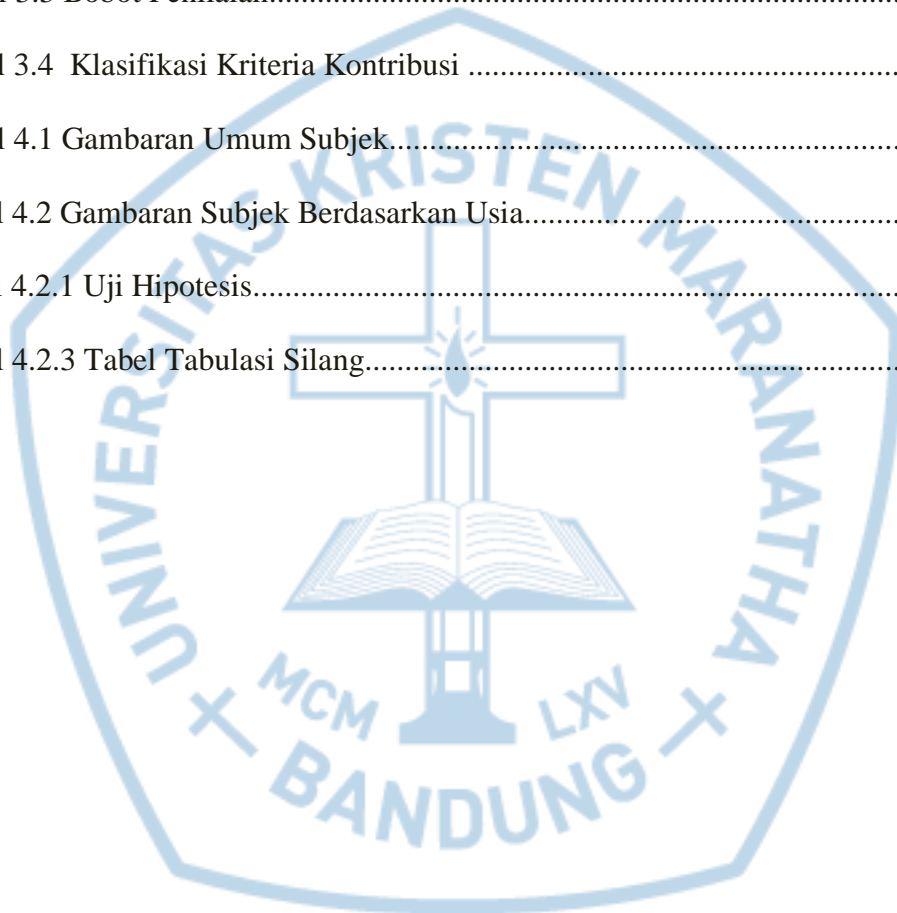 l 3.3 Bobot Penilaian........................................................................
l 3.4  Klasifikasi Kriteria Kontribusi ........................................................
l 4.1 Gambaran Umum Subjek...............................................................
l 4.2 Gambaran Subjek Berdasarkan Usia..................................................
l 4.2.1 Uji Hipotesis........................................................................
l 4.2.3 Tabel Tabulasi Silang................................................................
UNIVERSITAS KRISTEN MARANATHA
MCM LXV
BANDUNG